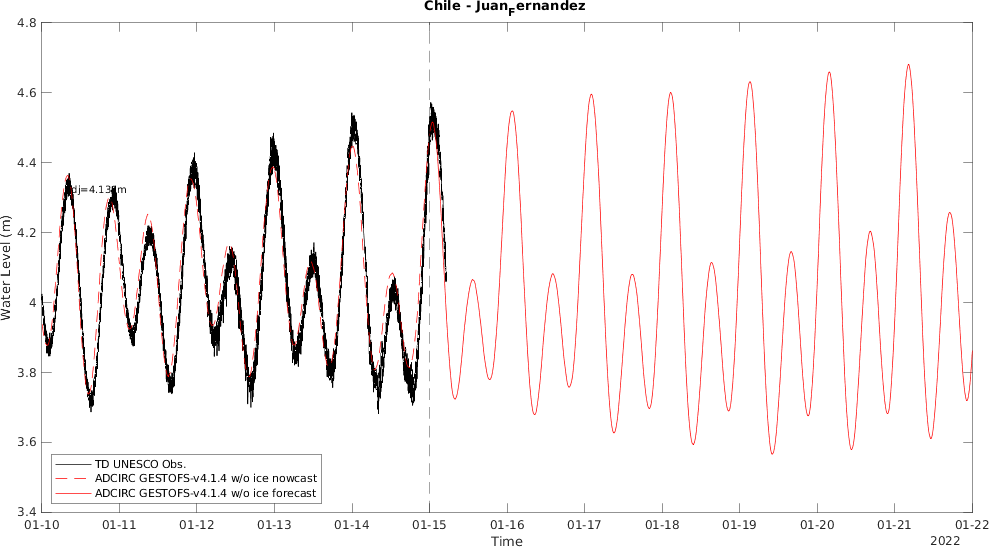 Chile - Juan_Fernandez
4.8
4.6
4.4
4.2
4
3.8
3.6
3.4
Water Level (m)
TD UNESCO Obs.
ADCIRC GESTOFS-v4.1.4 w/o ice nowcast
ADCIRC GESTOFS-v4.1.4 w/o ice forecast
01-10 01-11 01-12 01-13 01-14 01-15 01-16 01-17 01-18 01-19 01-20 01-21 01-22
Time
2022